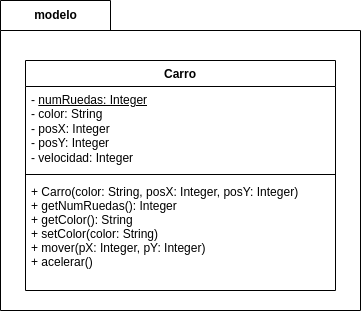 modelo
Carro
- numRuedas: Integer
- color: String
- posX: Integer
- posY: Integer
- velocidad: Integer
+ Carro(color: String, posX: Integer, posY: Integer)
+ getNumRuedas(): Integer
+ getColor(): String
+ setColor(color: String)
+ mover(pX: Integer, pY: Integer)
+ acelerar()